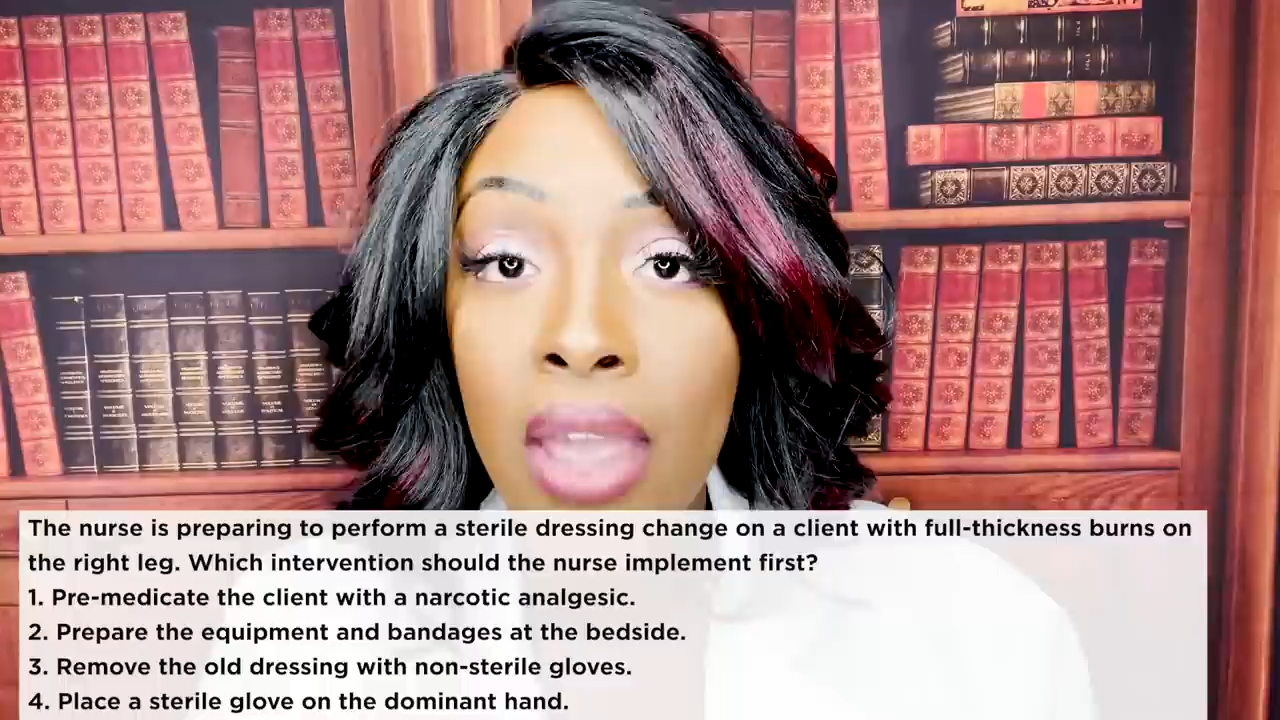 The nurse is preparing to perform a sterile dressing change on a client with full-thickness burns on
the right leg. Which intervention should the nurse implement first?
1. Pre-medicate the client with a narcotic analgesic.
2. Prepare the equipment and bandages at the bedside.
3. Remove the old dressing with non-sterile gloves.
4. Place a sterile glove on the dominant hand.